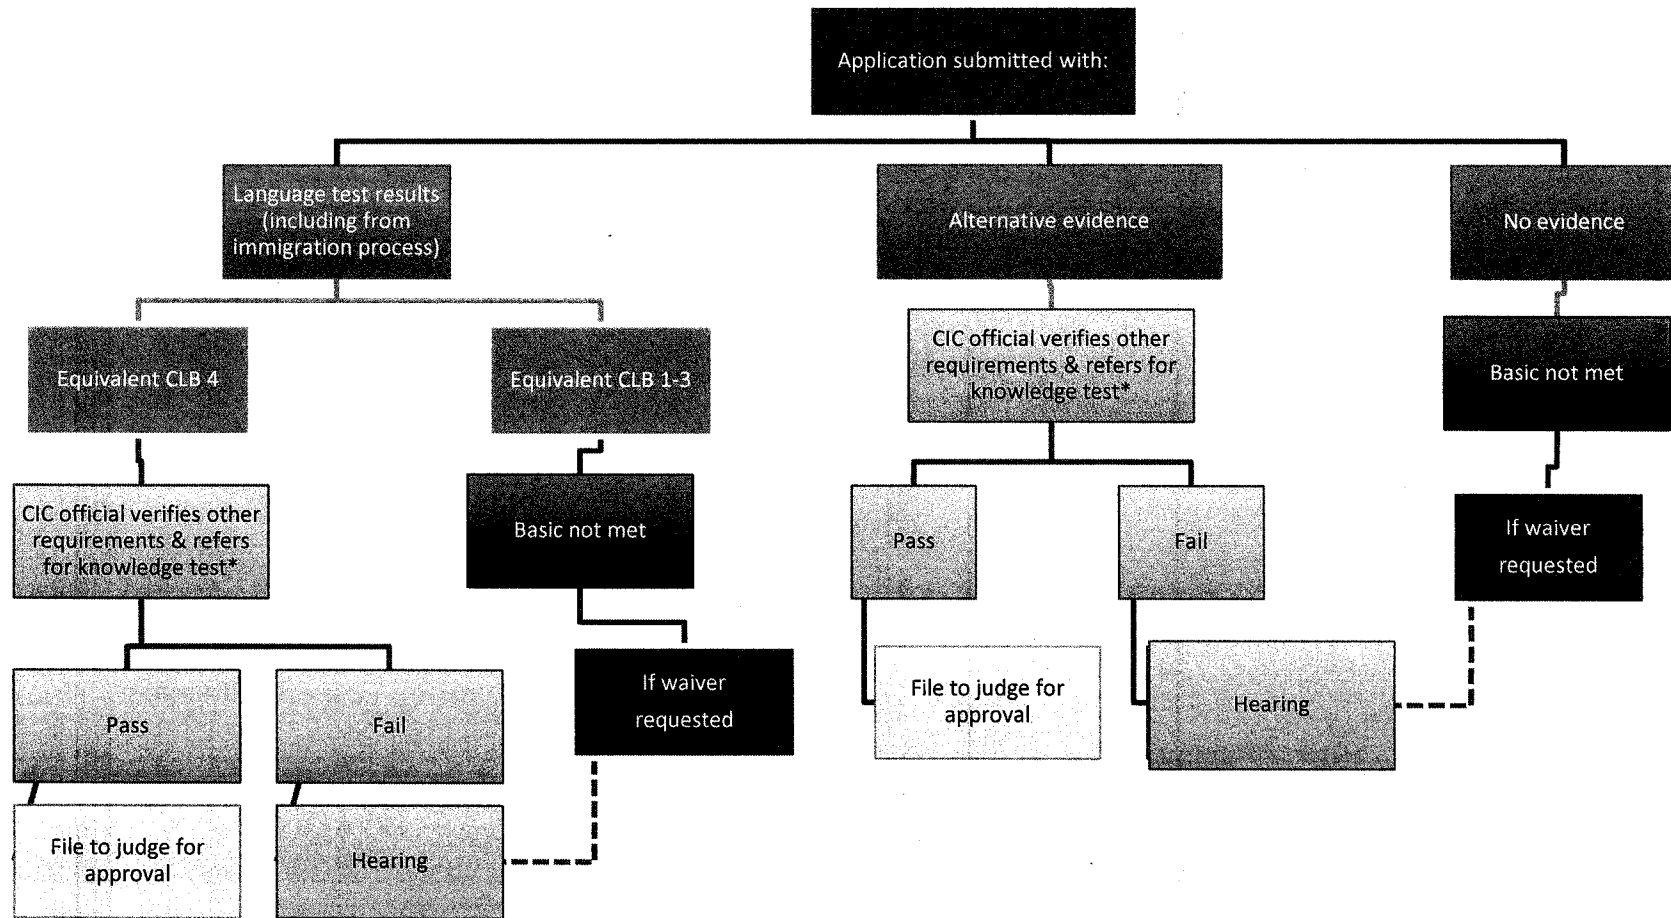 Application submitted with:
Language test results
(including from
immigration process)
Alternative evidence
No evidence
Equivalent CLB 4
Equivalent CLB 1-3
CIC official verifies other
requirements & refers for
knowledge test*
Basic not met
CIC official verifies other
requirements & refers
for knowledge test*
Basic not met
Pass
Fail
If waiver
requested
Pass
Fail
If waiver
requested
File to judge for
approval
Hearing
File to judge for
approval
Hearing